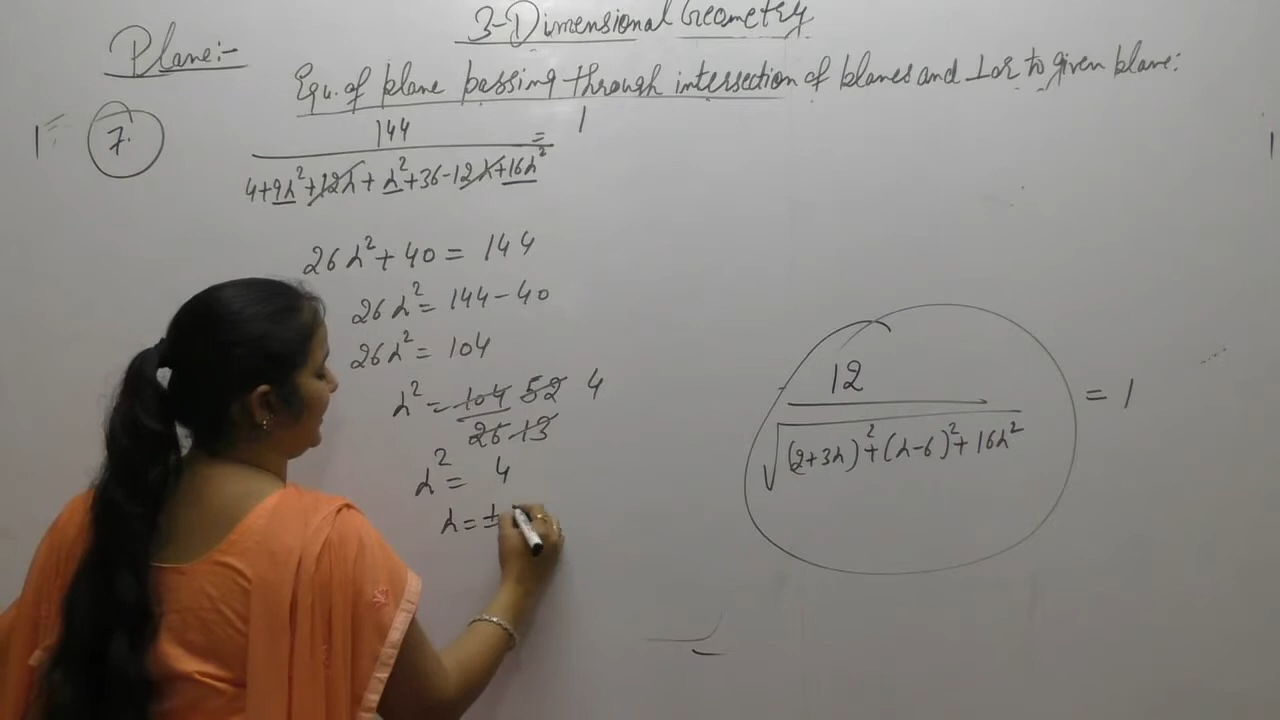 3-Dimensional Geometry
Plane:-
Equ. of plane passing through intersection of planes and ⊥ar to given plane:
7.
144 / (4+9λ²+12λ+λ²+36-12λ+16λ²) = 1
26λ²+40 = 144
26λ² = 144-40
26λ² = 104
λ² = 104/26 52/13 4
λ² = 4
λ = ±
12 / √((2+3λ)²+(λ-6)²+16λ²) = 1